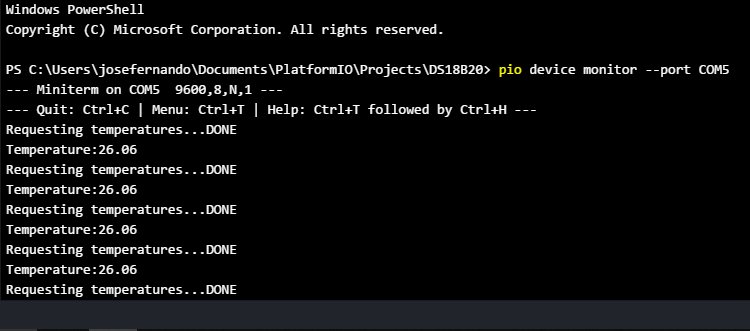 Windows PowerShell
Copyright (C) Microsoft Corporation. All rights reserved.
PS C:\Users\josefernando\Documents\PlatformIO\Projects\DS18B20> pio device monitor --port COM5
--- Miniterm on COM5  9600,8,N,1 ---
--- Quit: Ctrl+C | Menu: Ctrl+T | Help: Ctrl+T followed by Ctrl+H ---
Requesting temperatures...DONE
Temperature:26.06
Requesting temperatures...DONE
Temperature:26.06
Requesting temperatures...DONE
Temperature:26.06
Requesting temperatures...DONE
Temperature:26.06
Requesting temperatures...DONE